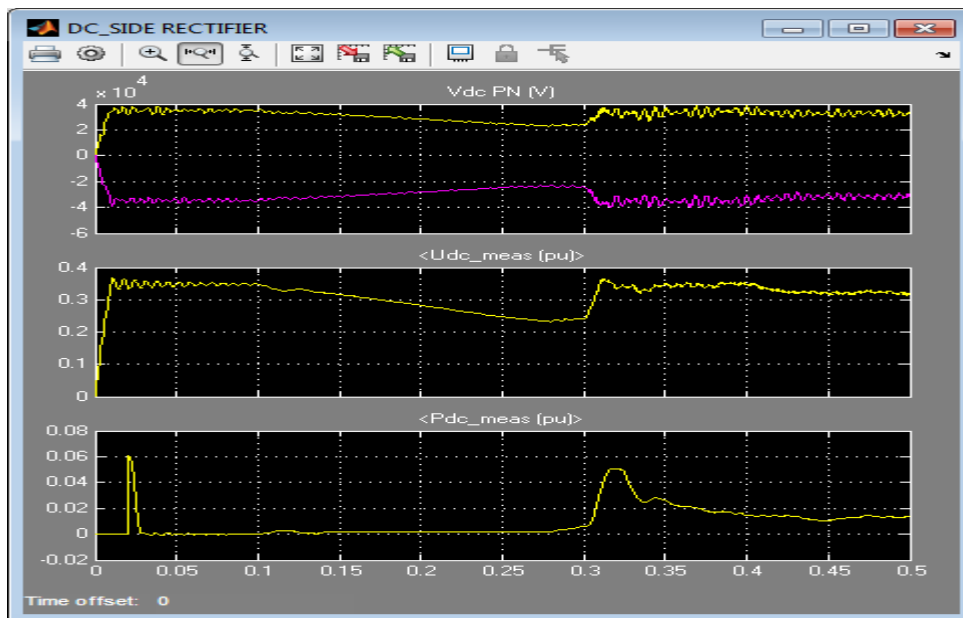 DC_SIDE RECTIFIER
x 10^4
Vdc PN (V)
4
2
0
-2
-4
-6
<Udc_meas (pu)>
0.4
0.3
0.2
0.1
0
<Pdc_meas (pu)>
0.08
0.06
0.04
0.02
0
-0.02
0 0.05 0.1 0.15 0.2 0.25 0.3 0.35 0.4 0.45 0.5
Time offset: 0